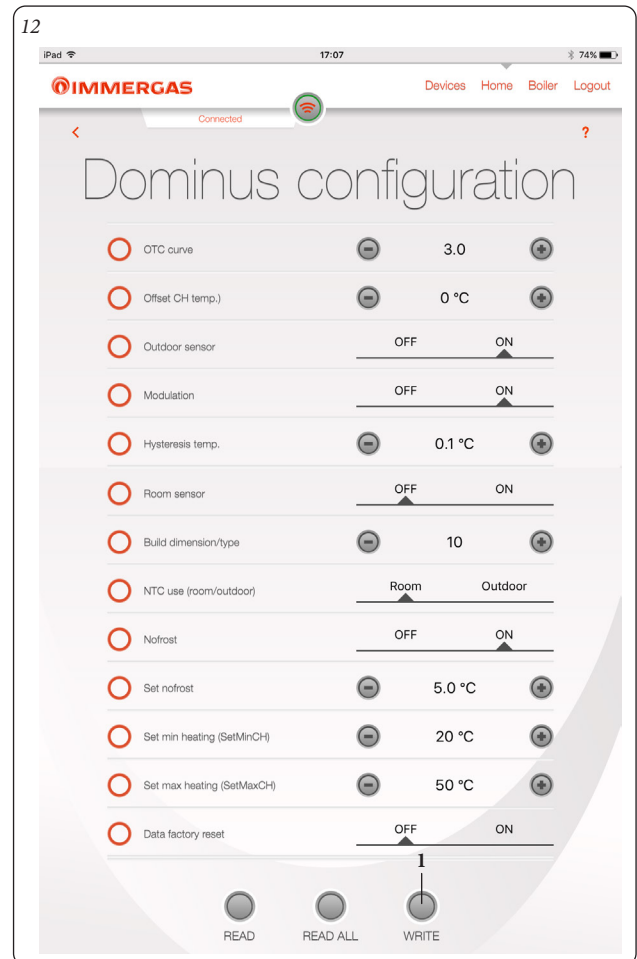 12
iPad 17:07 74%
IMMERGAS
Devices Home Boiler Logout
Connected
< ?
Dominus configuration
OTC curve - 3.0 +
Offset CH temp.) - 0 °C +
Outdoor sensor OFF ON
Modulation OFF ON
Hysteresis temp. - 0.1 °C +
Room sensor OFF ON
Build dimension/type - 10 +
NTC use (room/outdoor) Room Outdoor
Nofrost OFF ON
Set nofrost - 5.0 °C +
Set min heating (SetMinCH) - 20 °C +
Set max heating (SetMaxCH) - 50 °C +
Data factory reset OFF ON
1
READ READ ALL WRITE